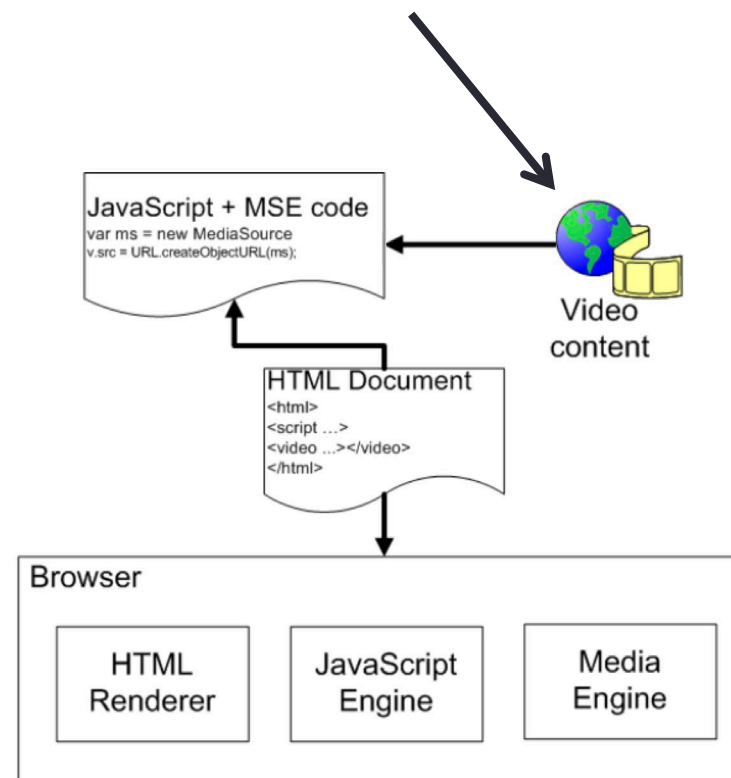 JavaScript + MSE code
var ms = new MediaSource
v.src = URL.createObjectURL(ms);
Video
content
HTML Document
<html>
<script ...>
<video ...></video>
</html>
Browser
HTML
Renderer
JavaScript
Engine
Media
Engine